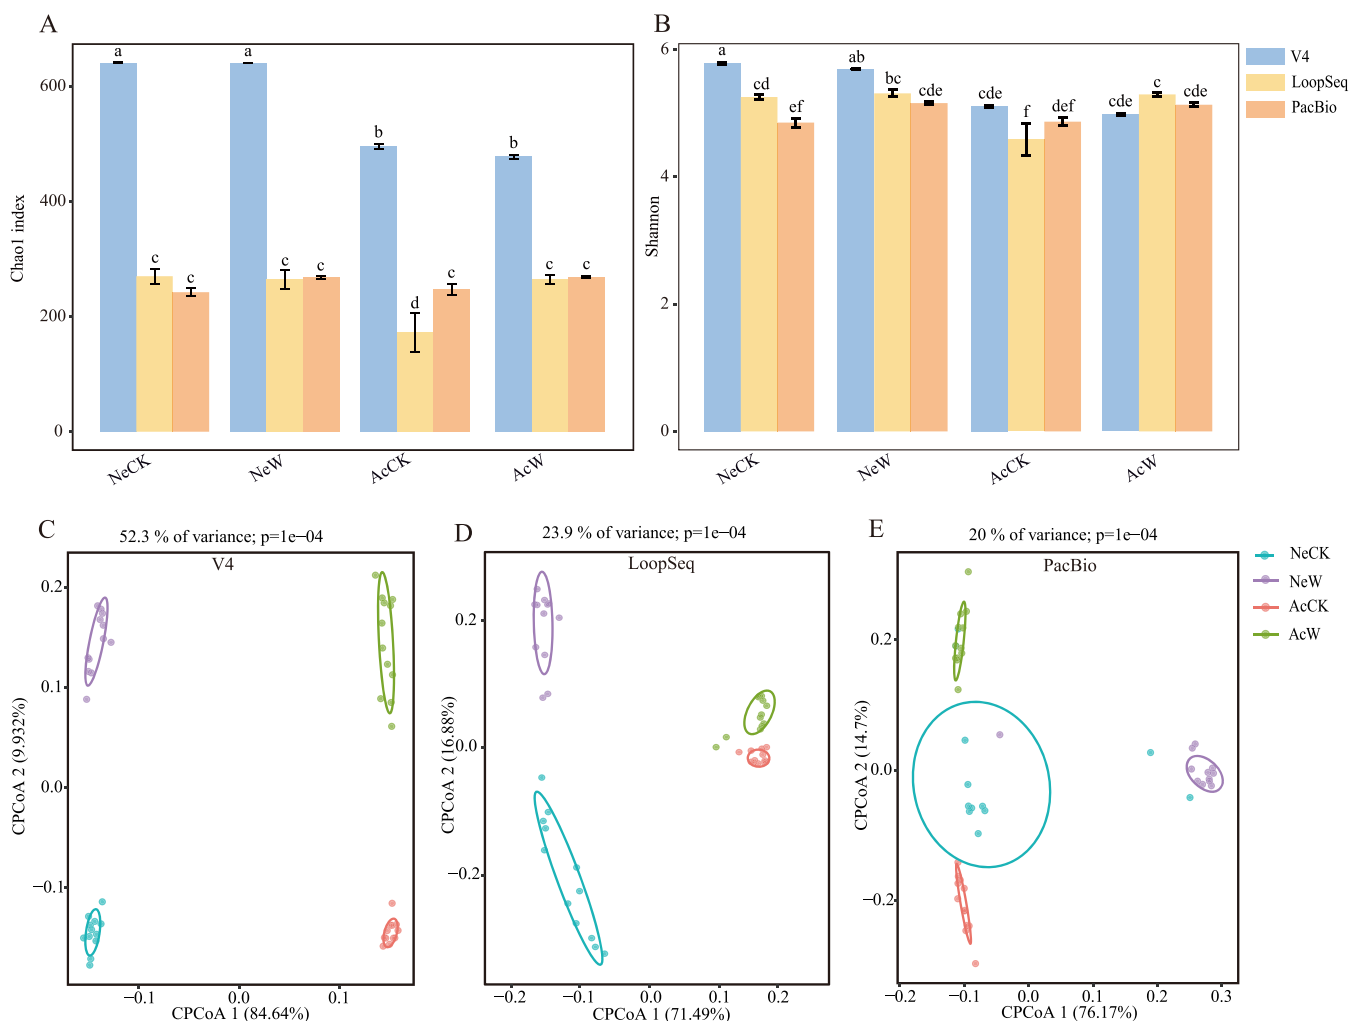 A
Chao1 index
600
400
200
0
a
c
c
a
c
c
b
d
c
b
c
c
NeCK
NeW
AcCK
AcW
B
Shannon
6
4
2
0
a
cd
ef
ab
bc
cde
cde
f
def
cde
c
cde
NeCK
NeW
AcCK
AcW
V4
LoopSeq
PacBio
C
52.3 % of variance; p=1e−04
V4
CPCoA 2 (9.932%)
0.2
0.1
0.0
−0.1
−0.1
0.0
0.1
CPCoA 1 (84.64%)
D
23.9 % of variance; p=1e−04
LoopSeq
CPCoA 2 (16.88%)
0.2
0.0
−0.2
−0.2
−0.1
0.0
0.1
0.2
CPCoA 1 (71.49%)
E
20 % of variance; p=1e−04
PacBio
CPCoA 2 (14.7%)
0.2
0.0
−0.2
−0.2
−0.1
0.0
0.1
0.2
0.3
CPCoA 1 (76.17%)
NeCK
NeW
AcCK
AcW